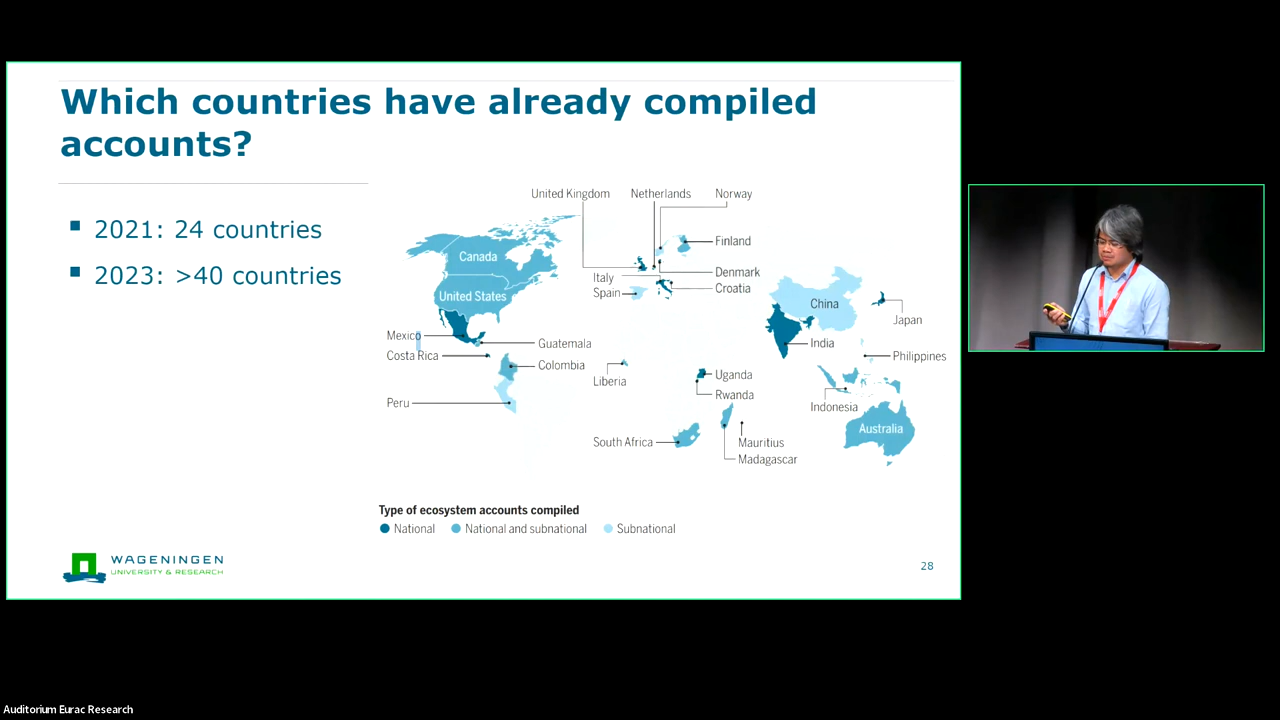 Which countries have already compiled
accounts?
2021: 24 countries
2023: >40 countries
United Kingdom
Netherlands
Norway
Finland
Canada
Denmark
Italy
Croatia
Spain
United States
China
Japan
Mexico
Guatemala
India
Costa Rica
Philippines
Colombia
Liberia
Uganda
Rwanda
Peru
Indonesia
Australia
South Africa
Mauritius
Madagascar
Type of ecosystem accounts compiled
National
National and subnational
Subnational
WAGENINGEN
UNIVERSITY & RESEARCH
28
Auditorium Eurac Research